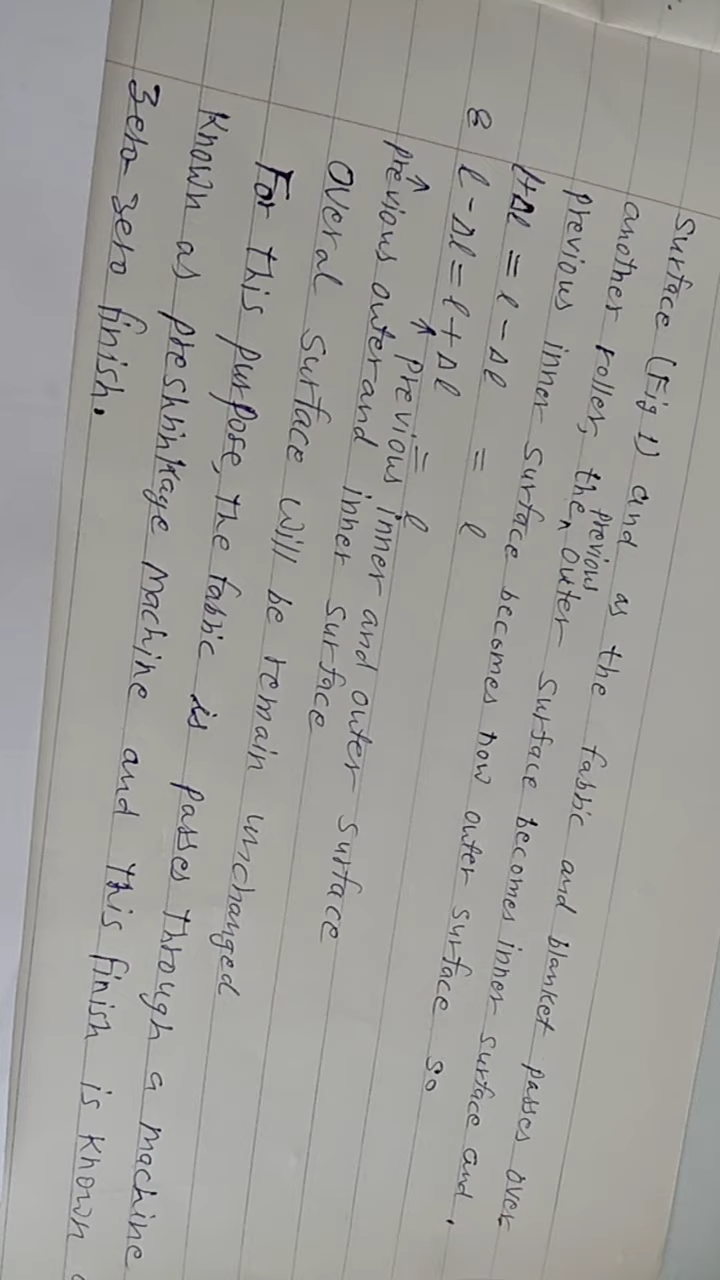 Surface (Fig 1) and as the fabric and blanket passes over
another roller, the previous outer surface becomes inner surface and,
previous inner surface becomes now outer surface so
l+Δl = l-Δl = l
& l-Δl = l+Δl = l
↑ ↑ previous inner and outer surface
previous outer and inner surface
Overal surface will be remain unchanged
For this purpose, the fabric is passes through a machine
Known as preshrinkage machine and this finish is known
Zero-zero finish.